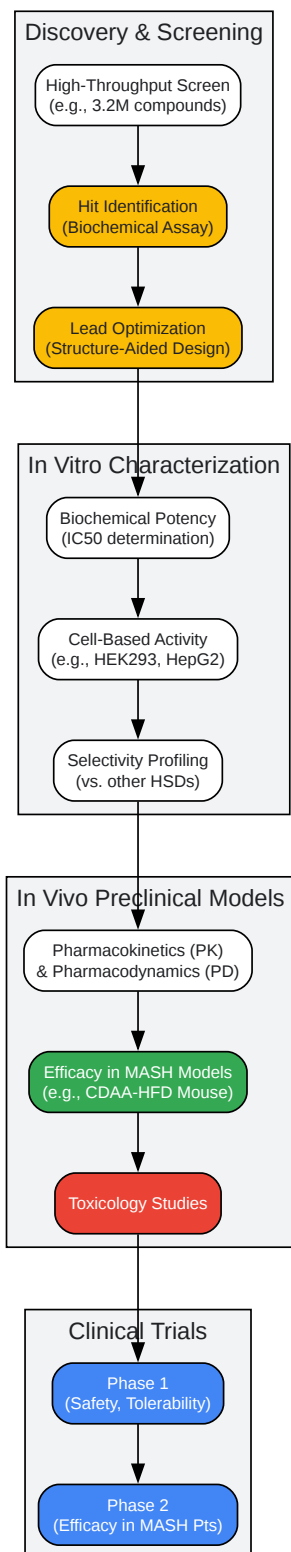 Discovery & Screening
High-Throughput Screen
(e.g., 3.2M compounds)
Hit Identification
(Biochemical Assay)
Lead Optimization
(Structure-Aided Design)
In Vitro Characterization
Biochemical Potency
(IC50 determination)
Cell-Based Activity
(e.g., HEK293, HepG2)
Selectivity Profiling
(vs. other HSDs)
In Vivo Preclinical Models
Pharmacokinetics (PK)
& Pharmacodynamics (PD)
Efficacy in MASH Models
(e.g., CDAA-HFD Mouse)
Toxicology Studies
Clinical Trials
Phase 1
(Safety, Tolerability)
Phase 2
(Efficacy in MASH Pts)